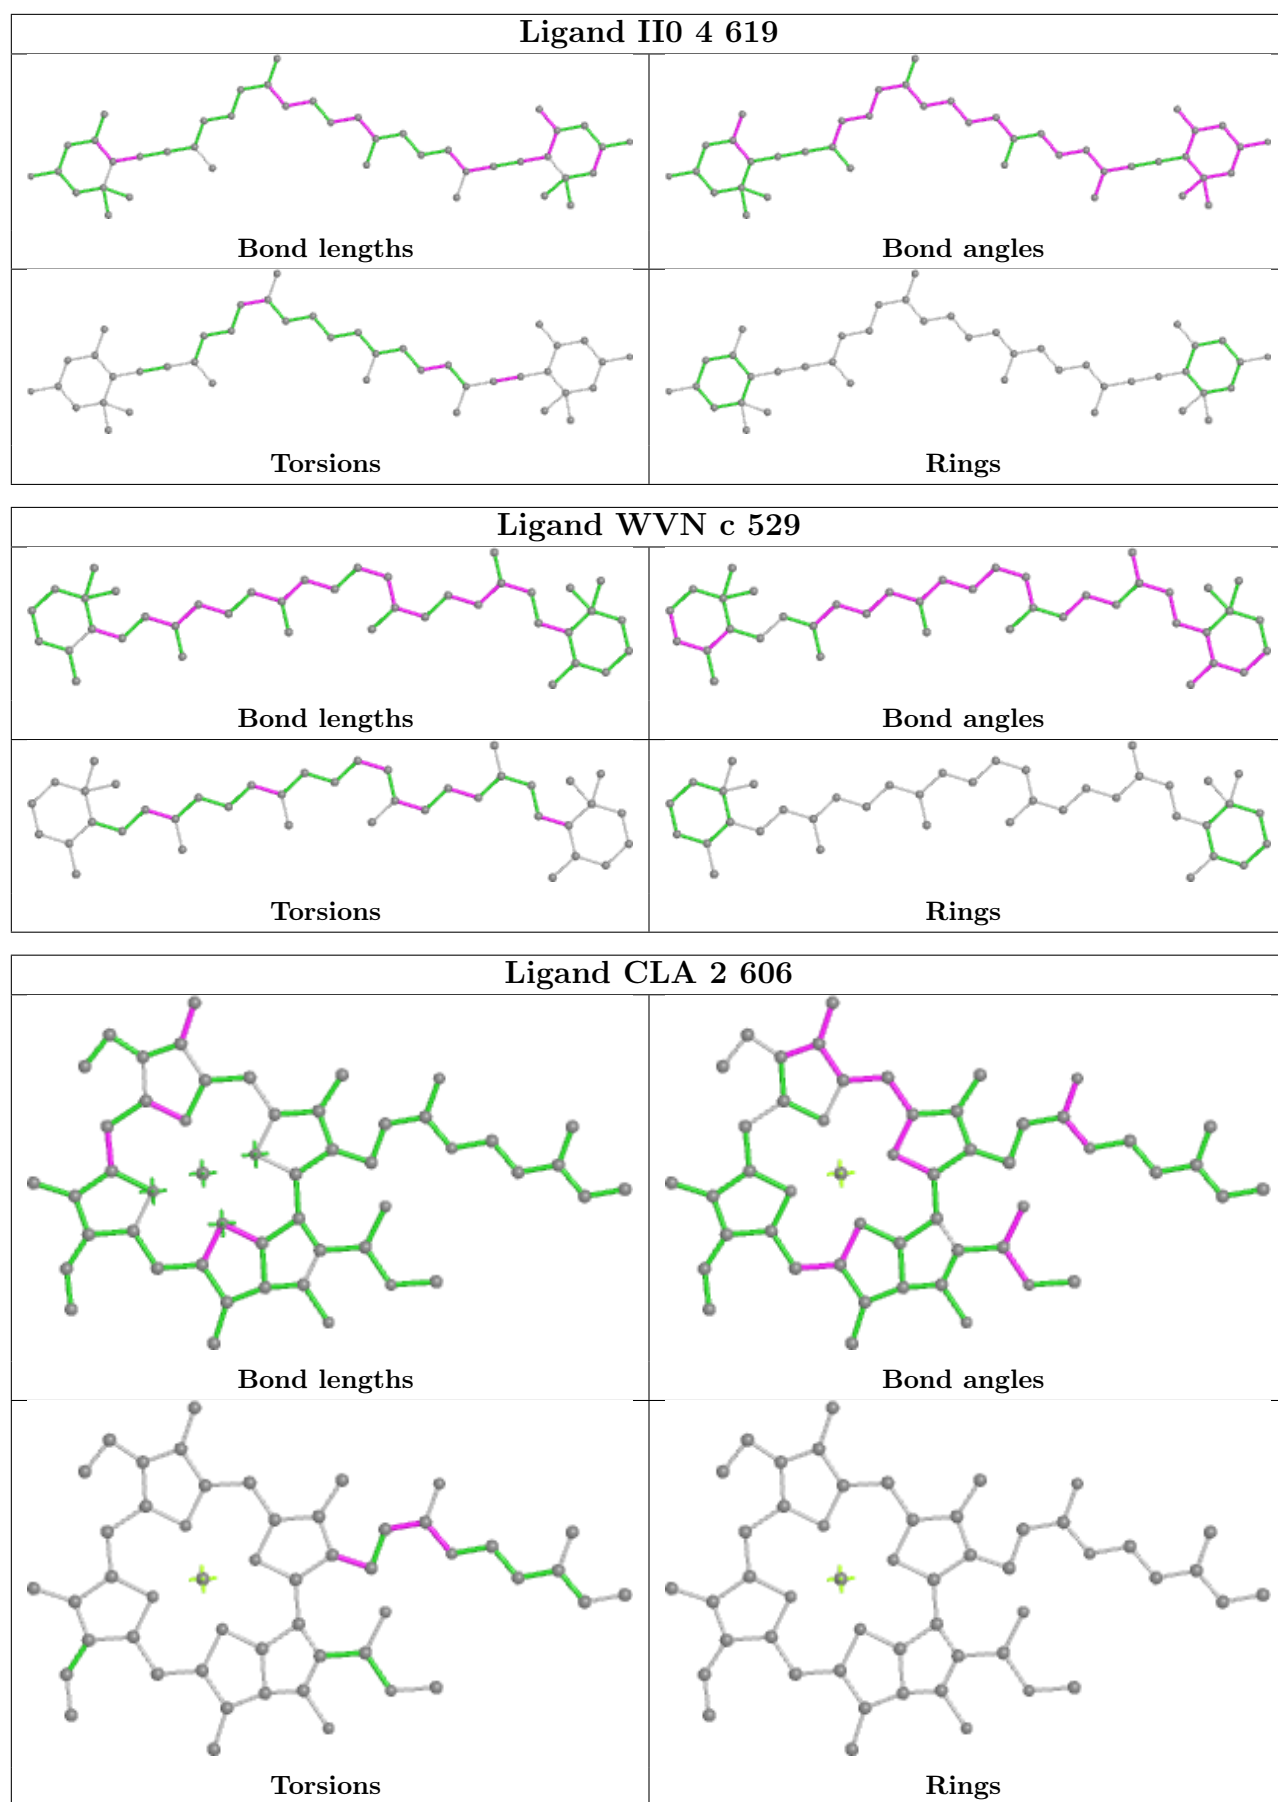 Ligand II0 4 619
Bond lengths
Bond angles
Torsions
Rings
Ligand WVN c 529
Bond lengths
Bond angles
Torsions
Rings
Ligand CLA 2 606
Bond lengths
Bond angles
Torsions
Rings